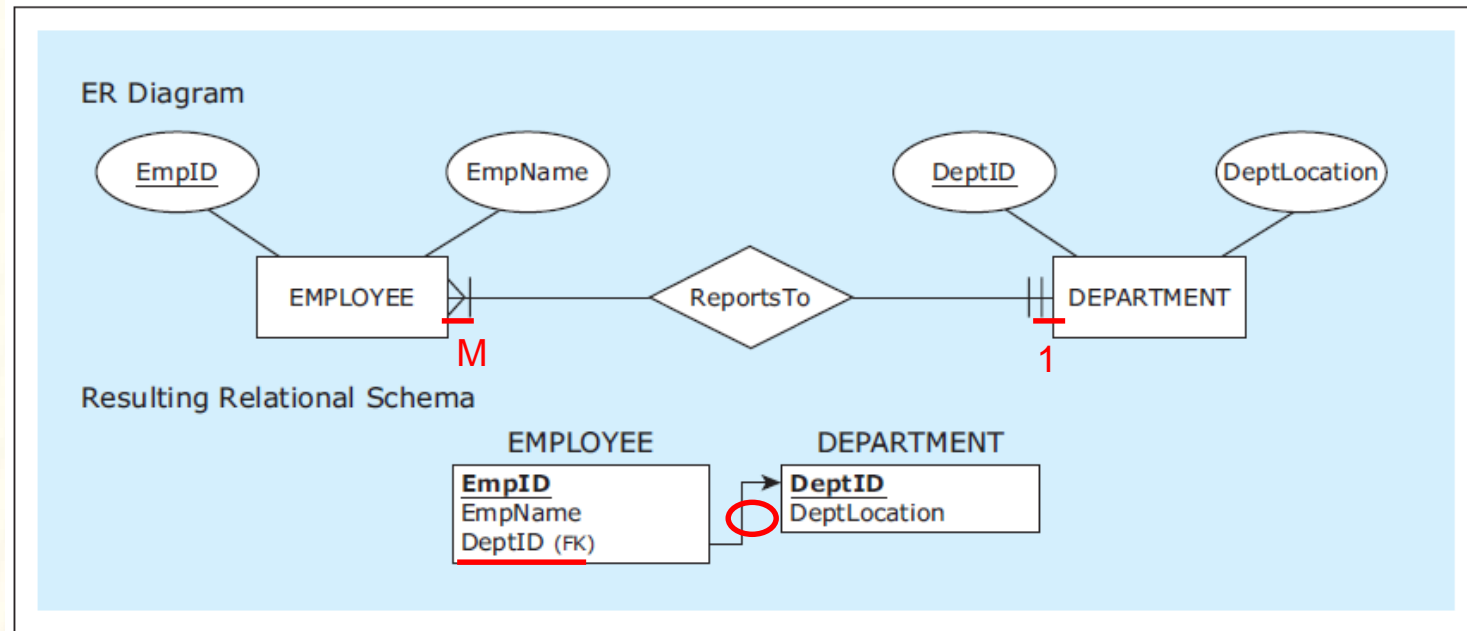 ER Diagram
EmpID
EmpName
DeptID
DeptLocation
EMPLOYEE
ReportsTo
DEPARTMENT
M
1
Resulting Relational Schema
EMPLOYEE
EmpID
EmpName
DeptID (FK)
DEPARTMENT
DeptID
DeptLocation